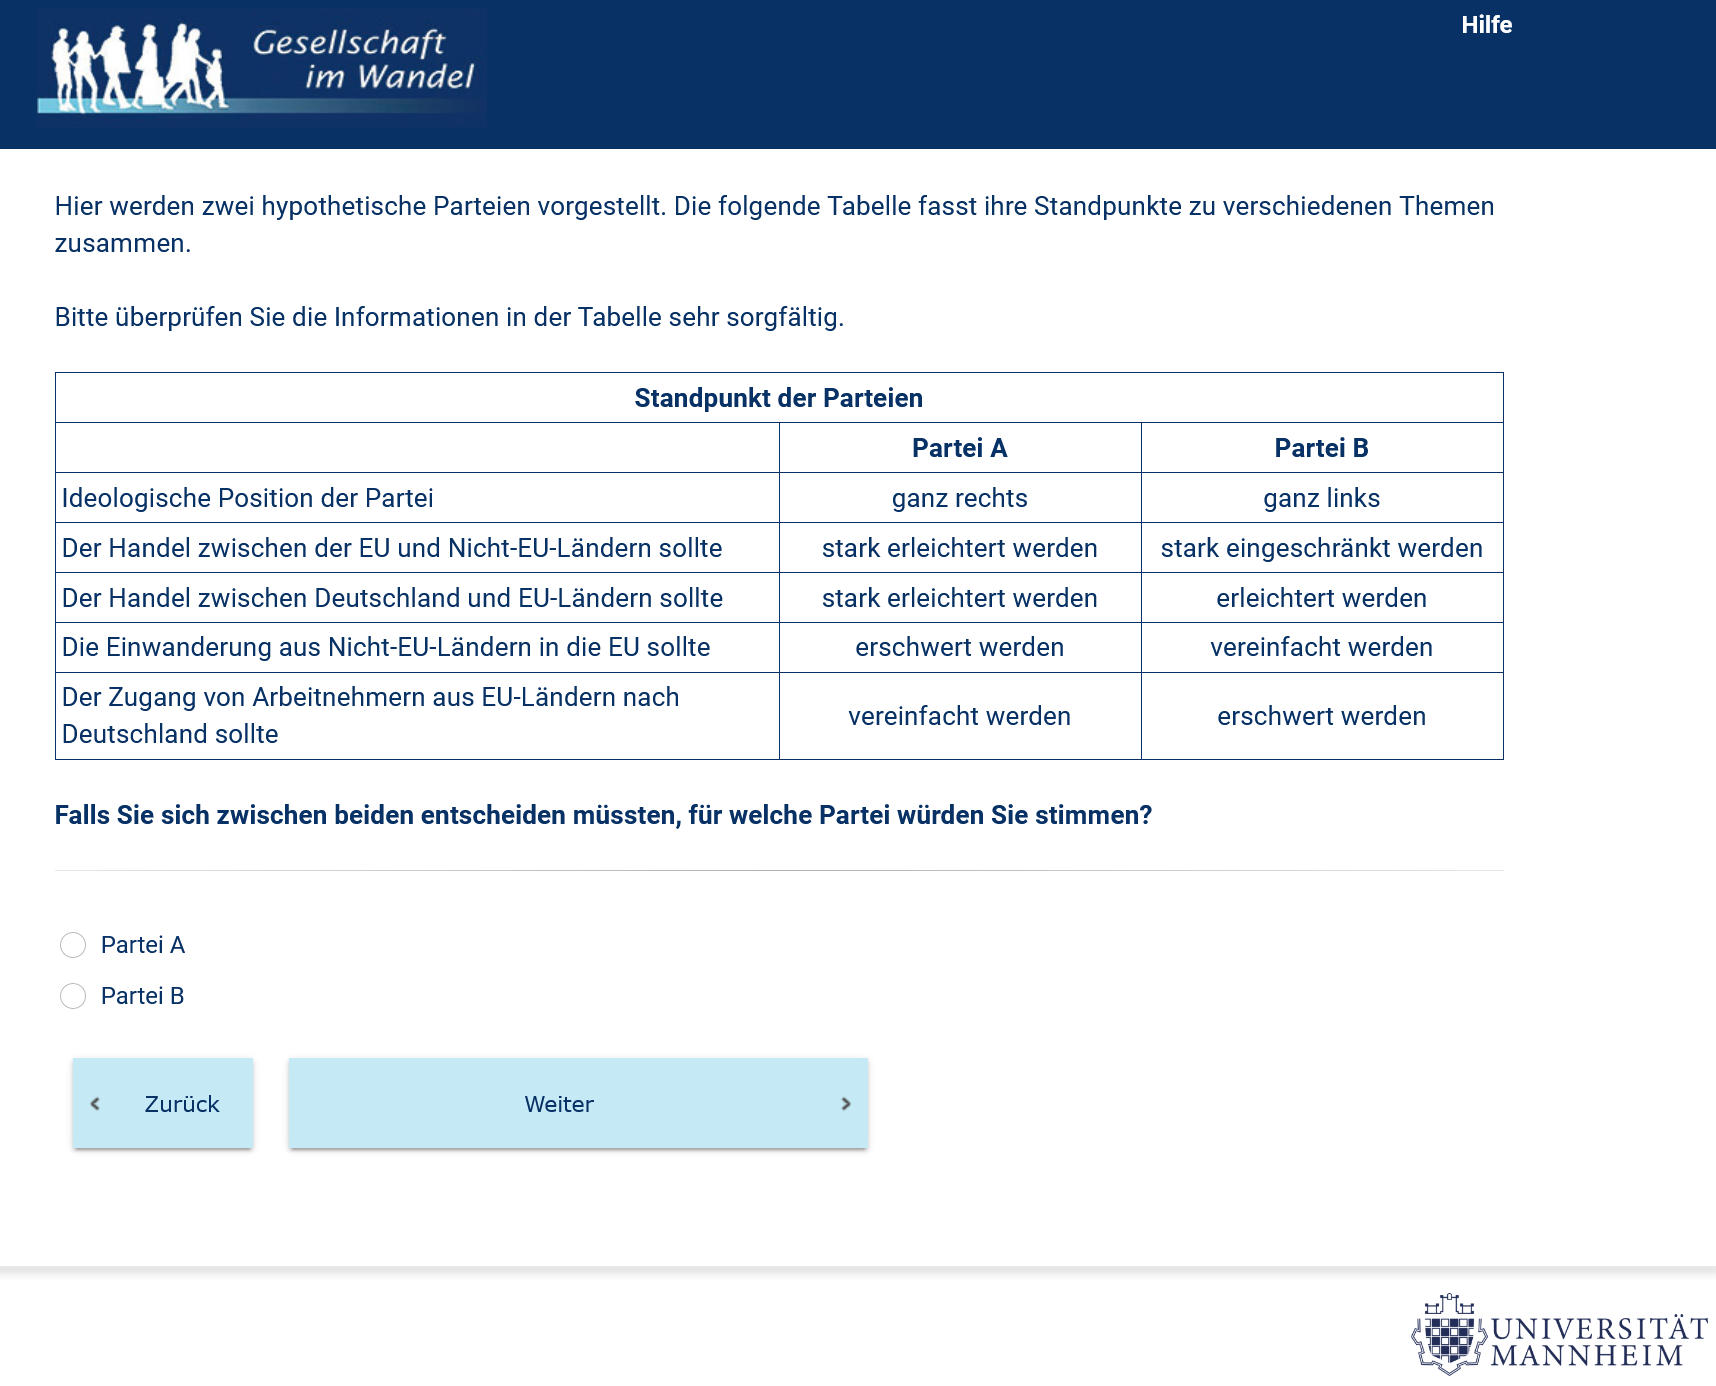 Gesellschaft
im Wandel
Hilfe
Hier werden zwei hypothetische Parteien vorgestellt. Die folgende Tabelle fasst ihre Standpunkte zu verschiedenen Themen
zusammen.
Bitte überprüfen Sie die Informationen in der Tabelle sehr sorgfältig.
Standpunkt der Parteien
Partei A Partei B
Ideologische Position der Partei ganz rechts ganz links
Der Handel zwischen der EU und Nicht-EU-Ländern sollte stark erleichtert werden stark eingeschränkt werden
Der Handel zwischen Deutschland und EU-Ländern sollte stark erleichtert werden erleichtert werden
Die Einwanderung aus Nicht-EU-Ländern in die EU sollte erschwert werden vereinfacht werden
Der Zugang von Arbeitnehmern aus EU-Ländern nach
Deutschland sollte vereinfacht werden erschwert werden
Falls Sie sich zwischen beiden entscheiden müssten, für welche Partei würden Sie stimmen?
Partei A
Partei B
Zurück Weiter
UNIVERSITÄT
MANNHEIM